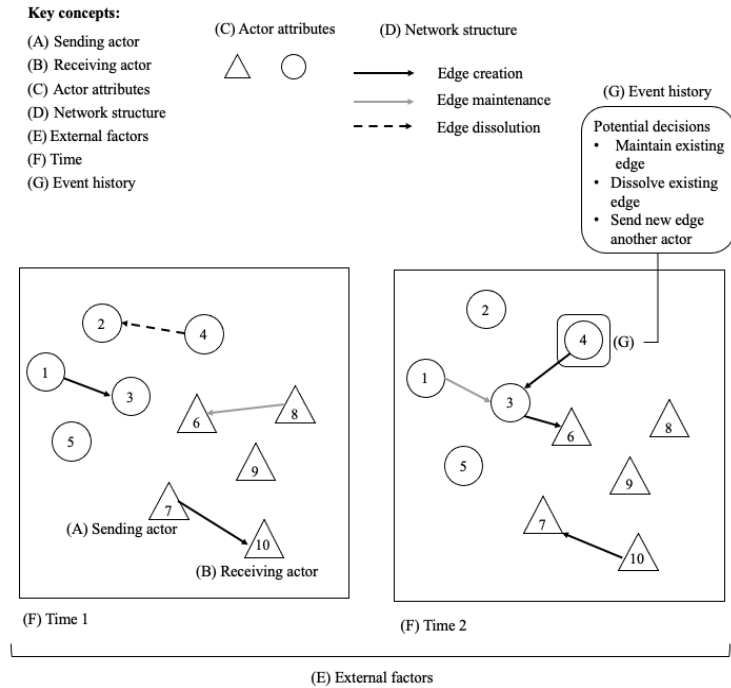 Key concepts:
(A) Sending actor
(B) Receiving actor
(C) Actor attributes
(D) Network structure
(E) External factors
(F) Time
(G) Event history
(C) Actor attributes
(D) Network structure
Edge creation
Edge maintenance
Edge dissolution
(G) Event history
Potential decisions
• Maintain existing
edge
• Dissolve existing
edge
• Send new edge
another actor
2
4
1
3
6
8
5
9
7
(A) Sending actor
10
(B) Receiving actor
(F) Time 1
2
4
(G)
1
3
6
8
5
9
7
10
(F) Time 2
(E) External factors